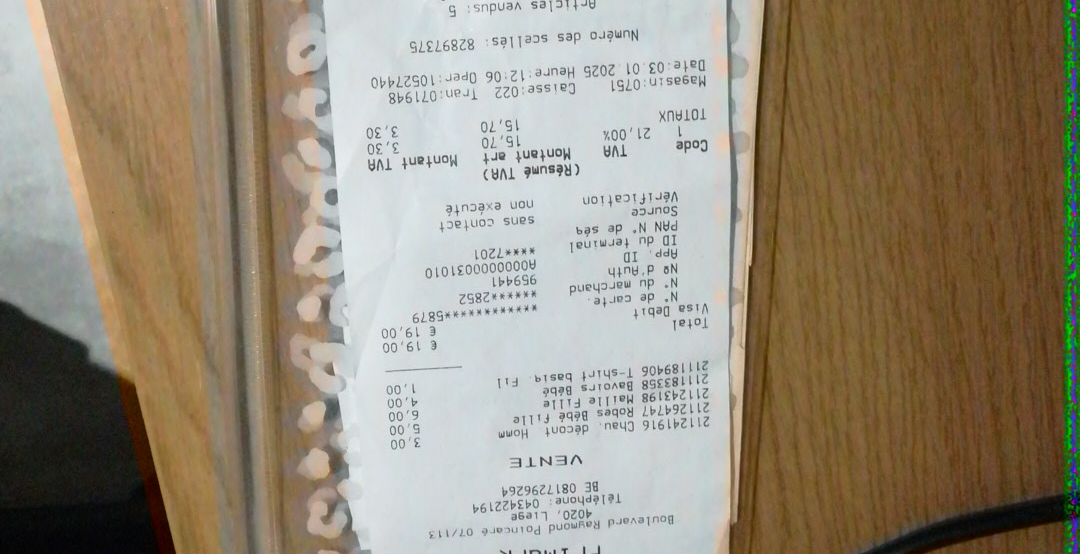 PRIMARK
Boulevard Raymond Poincaré 07/113
4020, Liege
Téléphone: 043422194
BE 0817296264
VENTE
211241916 Chau. décont. Homm 3,00
211264747 Robes Bébé Fille 5,00
211243198 Maille Fille 6,00
211183358 Bavoirs Bébé 4,00
211189406 T-shirt basiq. Fil 1,00
Total € 19,00
Visa Debit € 19,00
N° de carte. ************5879
N° du marchand ******2852
Nº d'Auth 959441
App. ID A0000000031010
ID du terminal ****7201
PAN N° de séq
Source sans contact
Vérification non exécuté
(Résumé TVA)
Code TVA Montant art Montant TVA
1 21,00% 15,70 3,30
TOTAUX 15,70 3,30
Magasin:0751 Caisse:022 Tran:071948
Date:03.01.2025 Heure:12:06 Oper:10527440
Numéro des scellés: 82897375
Articles vendus: 5